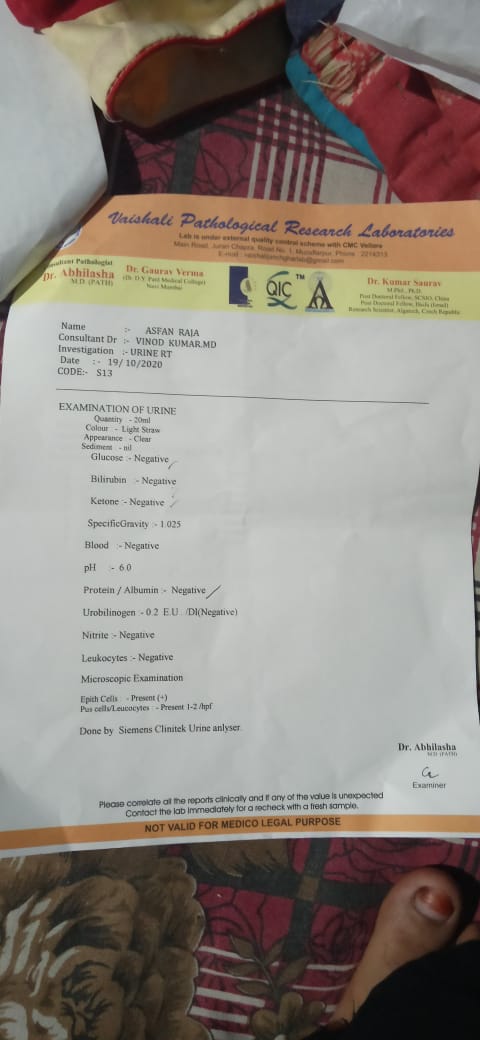 Vaishali Pathological Research Laboratories
Lab is under external quality control scheme with CMC Vellore
Main Road, Juran Chapra, Road No. 1, Muzaffarpur, Phone : 2214313
E-mail :
Consultant Pathologist
Dr. Abhilasha
M.D. (PATH)
Dr. Gaurav Verma
(Dr. D.Y. Patil Medical College)
Navi Mumbai
QIC TM
Dr. Kumar Saurav
M.Phil., Ph.D.
Post Doctoral Fellow, SCSIO, China
Post Doctoral Fellow, (Israel)
Research Scientist, Algatech, Czech Republic
Name :- ASFAN RAJA
Consultant Dr :- VINOD KUMAR.MD
Investigation :- URINE RT
Date :- 19/10/2020
CODE:- S13
EXAMINATION OF URINE
Quantity - 20ml
Colour - Light Straw
Appearance - Clear
Sediment - nil
Glucose :- Negative
Bilirubin :- Negative
Ketone :- Negative
SpecificGravity :- 1.025
Blood :- Negative
pH :- 6.0
Protein / Albumin :- Negative
Urobilinogen :- 0.2 E.U. /Dl(Negative)
Nitrite :- Negative
Leukocytes :- Negative
Microscopic Examination
Epith Cells : - Present (+)
Pus cells/Leucocytes : - Present 1-2 /hpf
Done by Siemens Clinitek Urine anlyser.
Dr. Abhilasha
M.D. (PATH)
Examiner
Please correlate all the reports clinically and if any of the value is unexpected
Contact the lab immediately for a recheck with a fresh sample.
NOT VALID FOR MEDICO LEGAL PURPOSE